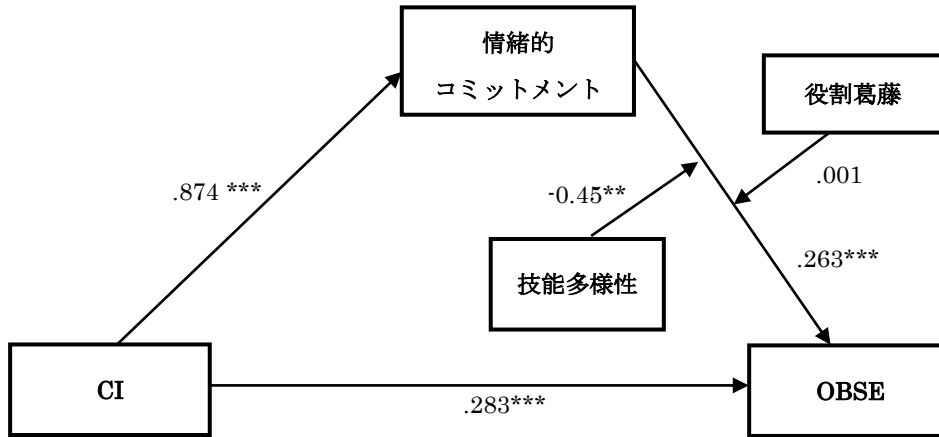 情緒的
コミットメント
役割葛藤
.874 ***
-0.45**
.001
.263***
技能多様性
CI
.283***
OBSE